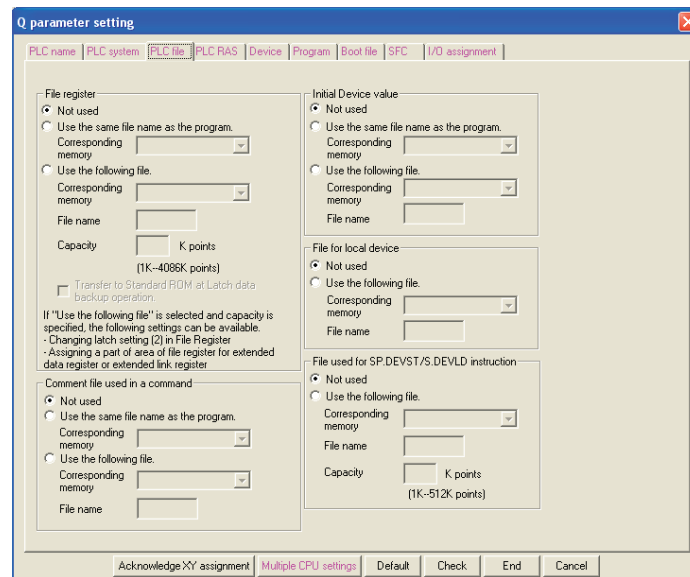 Q parameter setting
PLC name PLC system PLC file PLC RAS Device Program Boot file SFC I/O assignment
File register
Not used
Use the same file name as the program.
Corresponding
memory
Use the following file.
Corresponding
memory
File name
Capacity K points
(1K--4086K points)
Transfer to Standard ROM at Latch data
backup operation.
If "Use the following file" is selected and capacity is
specified, the following settings can be available.
- Changing latch setting (2) in File Register
- Assigning a part of area of file register for extended
data register or extended link register
Comment file used in a command
Not used
Use the same file name as the program.
Corresponding
memory
Use the following file.
Corresponding
memory
File name
Initial Device value
Not used
Use the same file name as the program.
Corresponding
memory
Use the following file.
Corresponding
memory
File name
File for local device
Not used
Use the following file.
Corresponding
memory
File name
File used for SP.DEVST/S.DEVLD instruction
Not used
Use the following file.
Corresponding
memory
File name
Capacity K points
(1K--512K points)
Acknowledge XY assignment Multiple CPU settings Default Check End Cancel